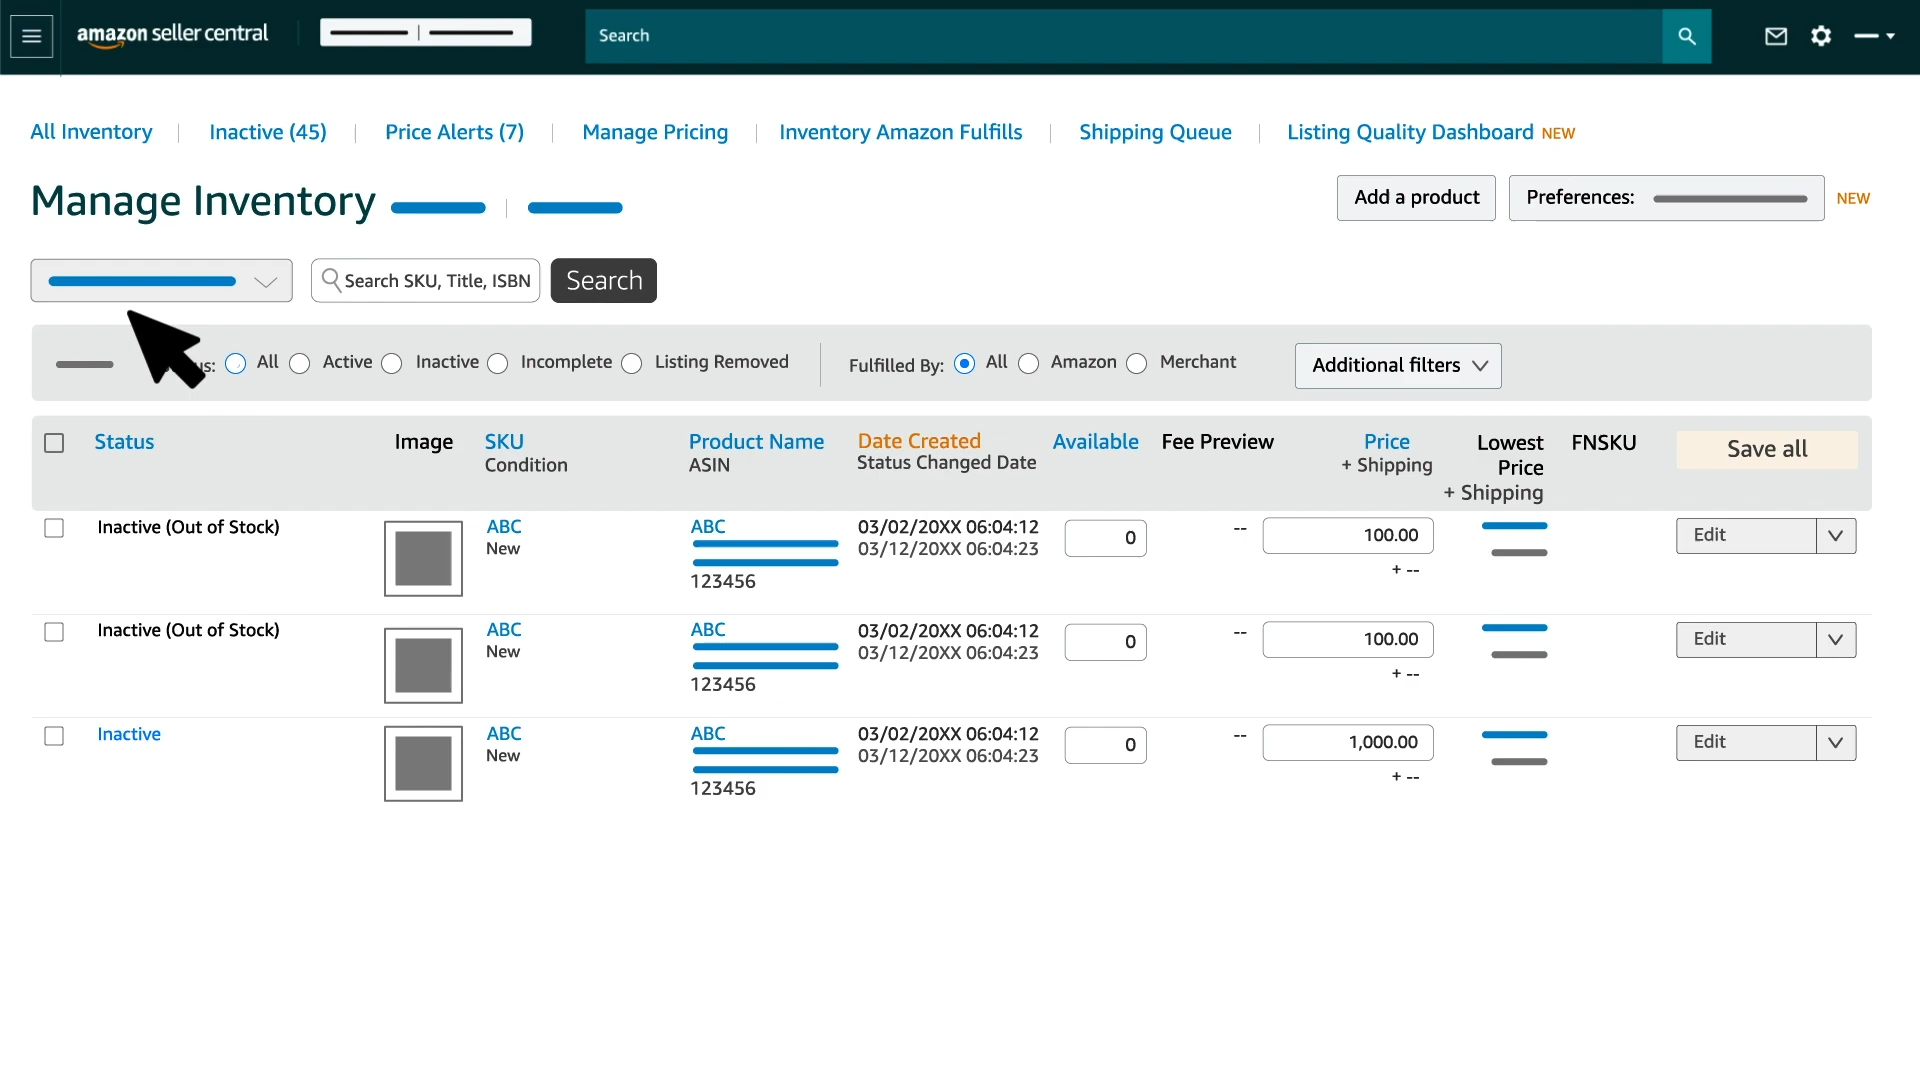 amazon seller central
Search
All Inventory Inactive (45) Price Alerts (7) Manage Pricing Inventory Amazon Fulfills Shipping Queue Listing Quality Dashboard NEW
Manage Inventory
Add a product Preferences: NEW
Search SKU, Title, ISBN Search
All Active Inactive Incomplete Listing Removed Fulfilled By: All Amazon Merchant Additional filters
Status Image SKU Product Name Date Created Available Fee Preview Price Lowest FNSKU Save all
Condition ASIN Status Changed Date + Shipping Price
+ Shipping
Inactive (Out of Stock) ABC ABC 03/02/20XX 06:04:12 0 -- 100.00 Edit
New 03/12/20XX 06:04:23
123456 + --
Inactive (Out of Stock) ABC ABC 03/02/20XX 06:04:12 0 -- 100.00 Edit
New 03/12/20XX 06:04:23
123456 + --
Inactive ABC ABC 03/02/20XX 06:04:12 0 -- 1,000.00 Edit
New 03/12/20XX 06:04:23
123456 + --